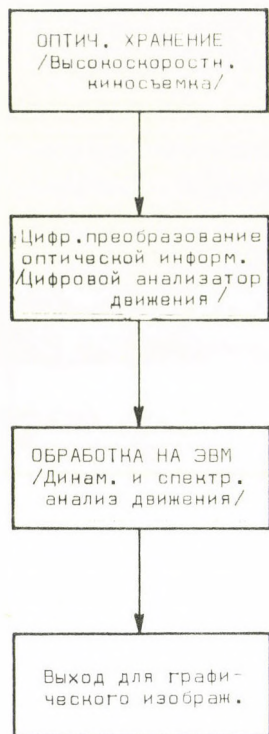 ОПТИЧ. ХРАНЕНИЕ
/Высокоскоростн.
киносъемка/
Цифр.преобразование
оптической информ.
/Цифровой анализатор
движения/
ОБРАБОТКА НА ЭВМ
/Динам. и спектр.
анализ движения/
Выход для графи-
ческого изображ.